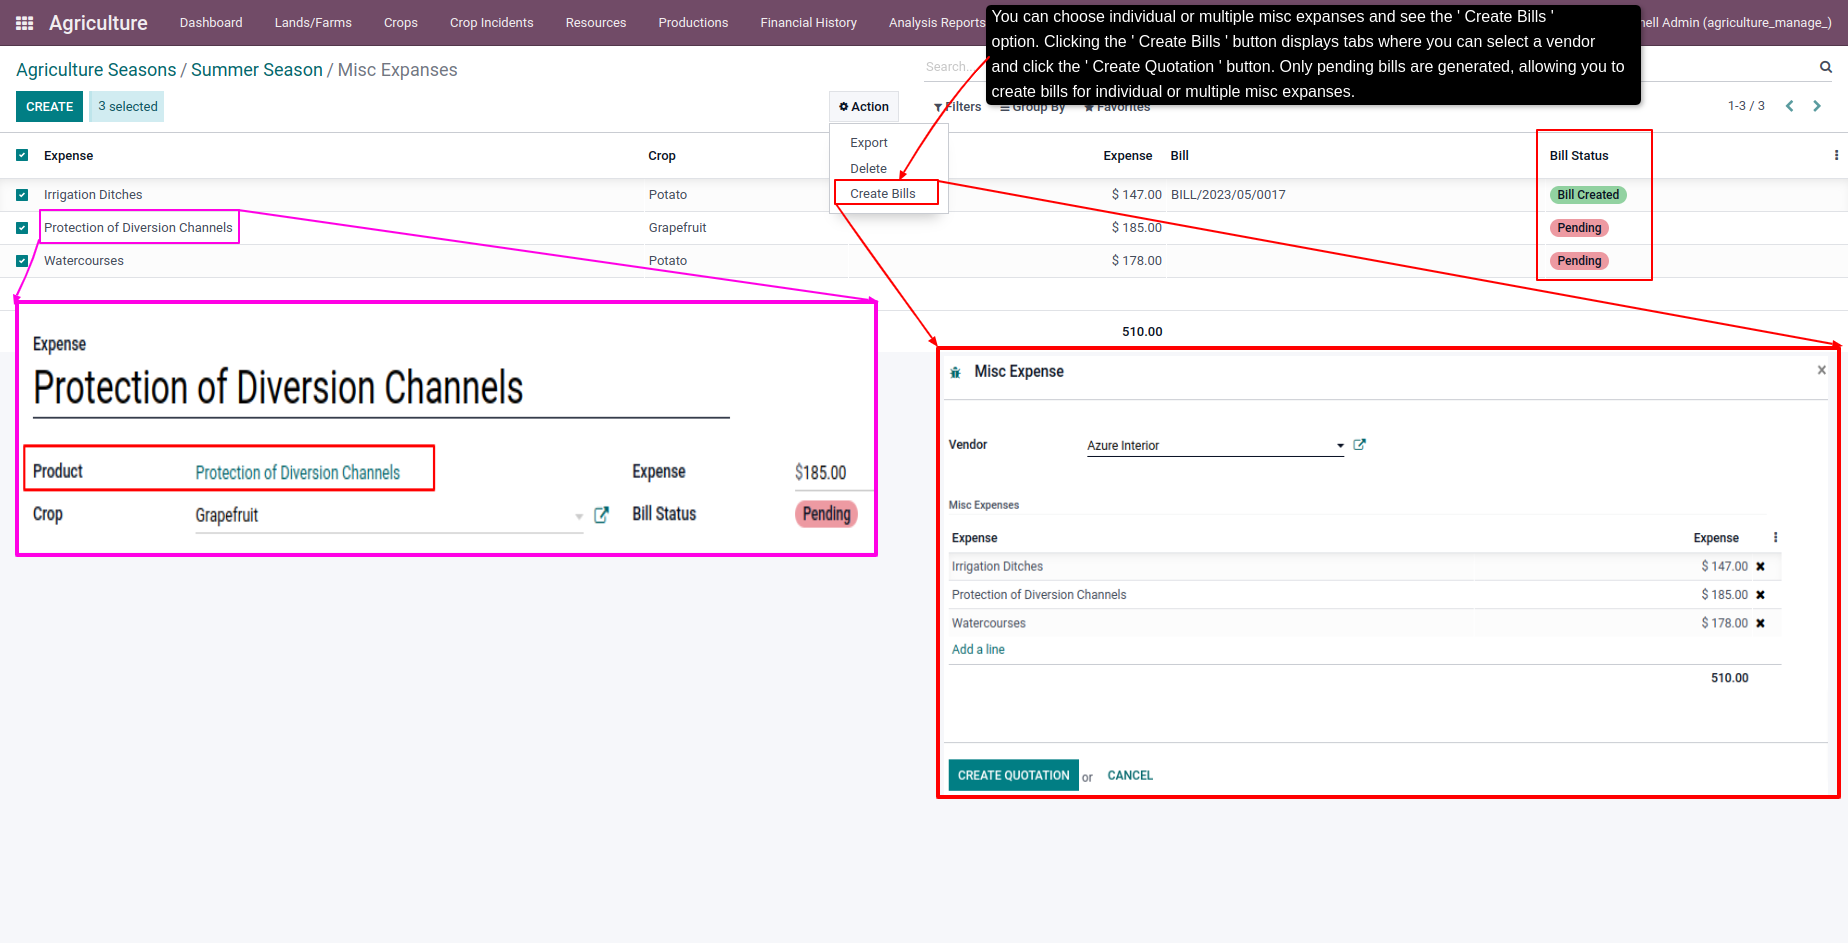 Agriculture Dashboard Lands/Farms Crops Crop Incidents Resources Productions Financial History Analysis Reports
nell Admin (agriculture_manage_)
You can choose individual or multiple misc expanses and see the ' Create Bills '
option. Clicking the ' Create Bills ' button displays tabs where you can select a vendor
and click the ' Create Quotation ' button. Only pending bills are generated, allowing you to
create bills for individual or multiple misc expanses.
Agriculture Seasons / Summer Season / Misc Expanses
Search...
CREATE 3 selected Action Filters Group By Favorites 1-3 / 3
Export
Delete
Create Bills
Expense Crop Expense Bill Bill Status
Irrigation Ditches Potato $ 147.00 BILL/2023/05/0017 Bill Created
Protection of Diversion Channels Grapefruit $ 185.00 Pending
Watercourses Potato $ 178.00 Pending
510.00
Expense
Protection of Diversion Channels
Product Protection of Diversion Channels Expense $185.00
Crop Grapefruit Bill Status Pending
Misc Expense x
Vendor Azure Interior
Misc Expenses
Expense Expense
Irrigation Ditches $ 147.00
Protection of Diversion Channels $ 185.00
Watercourses $ 178.00
Add a line
510.00
CREATE QUOTATION or CANCEL